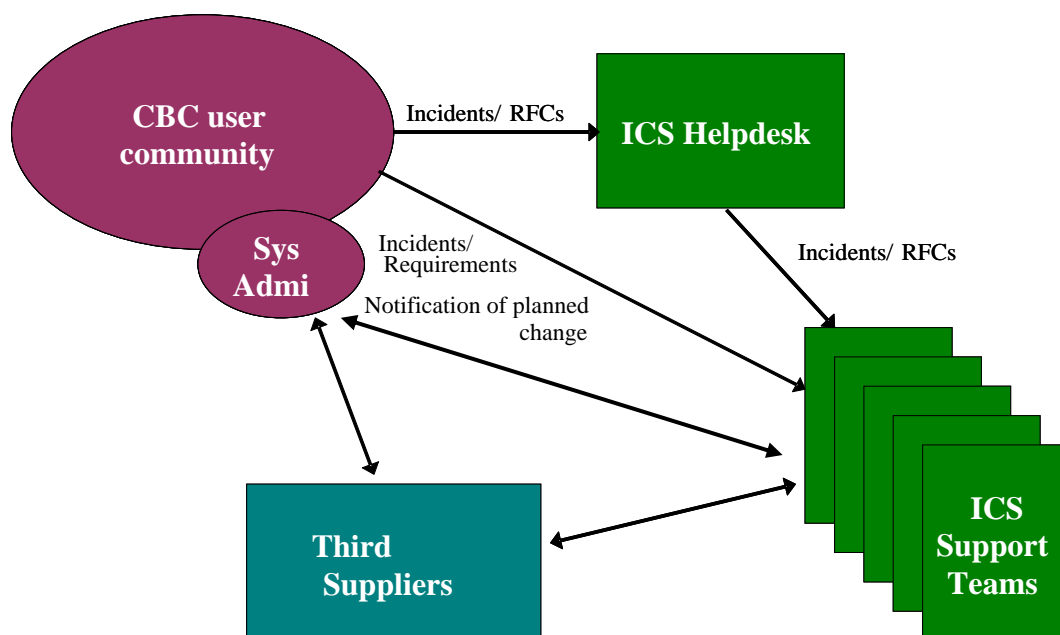 CBC user
community
Incidents/ RFCs
ICS Helpdesk
Sys
Admi
Incidents/
Requirements
Incidents/ RFCs
Notification of planned
change
Third
Suppliers
ICS
Support
Teams